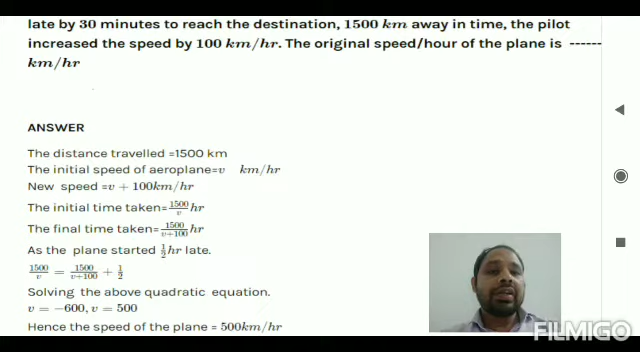 late by 30 minutes to reach the destination, 1500 km away in time, the pilot
increased the speed by 100 km/hr. The original speed/hour of the plane is ------
km/hr
ANSWER
The distance travelled =1500 km
The initial speed of aeroplane=v km/hr
New speed =v + 100km/hr
The initial time taken=1500/v hr
The final time taken=1500/v+100 hr
As the plane started 1/2 hr late.
1500/v = 1500/v+100 + 1/2
Solving the above quadratic equation.
v = −600, v = 500
Hence the speed of the plane = 500km/hr
FILMIGO